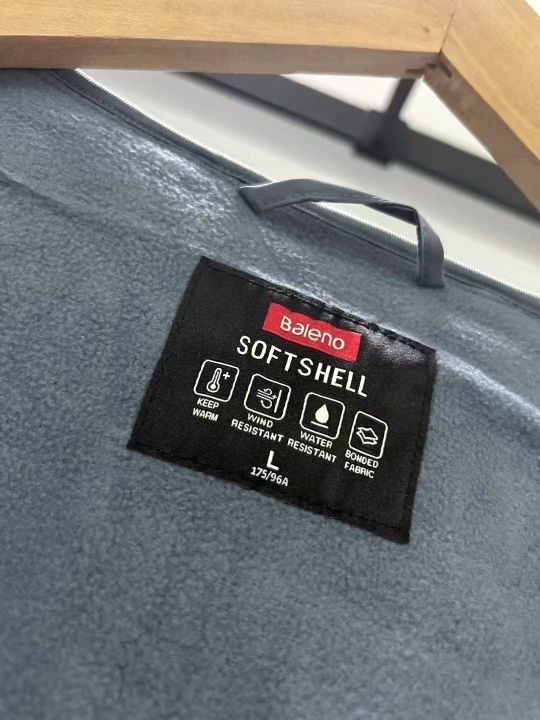 Baleno
SOFTSHELL
KEEP WARM
WIND RESISTANT
WATER RESISTANT
BONDED FABRIC
L
175/96A